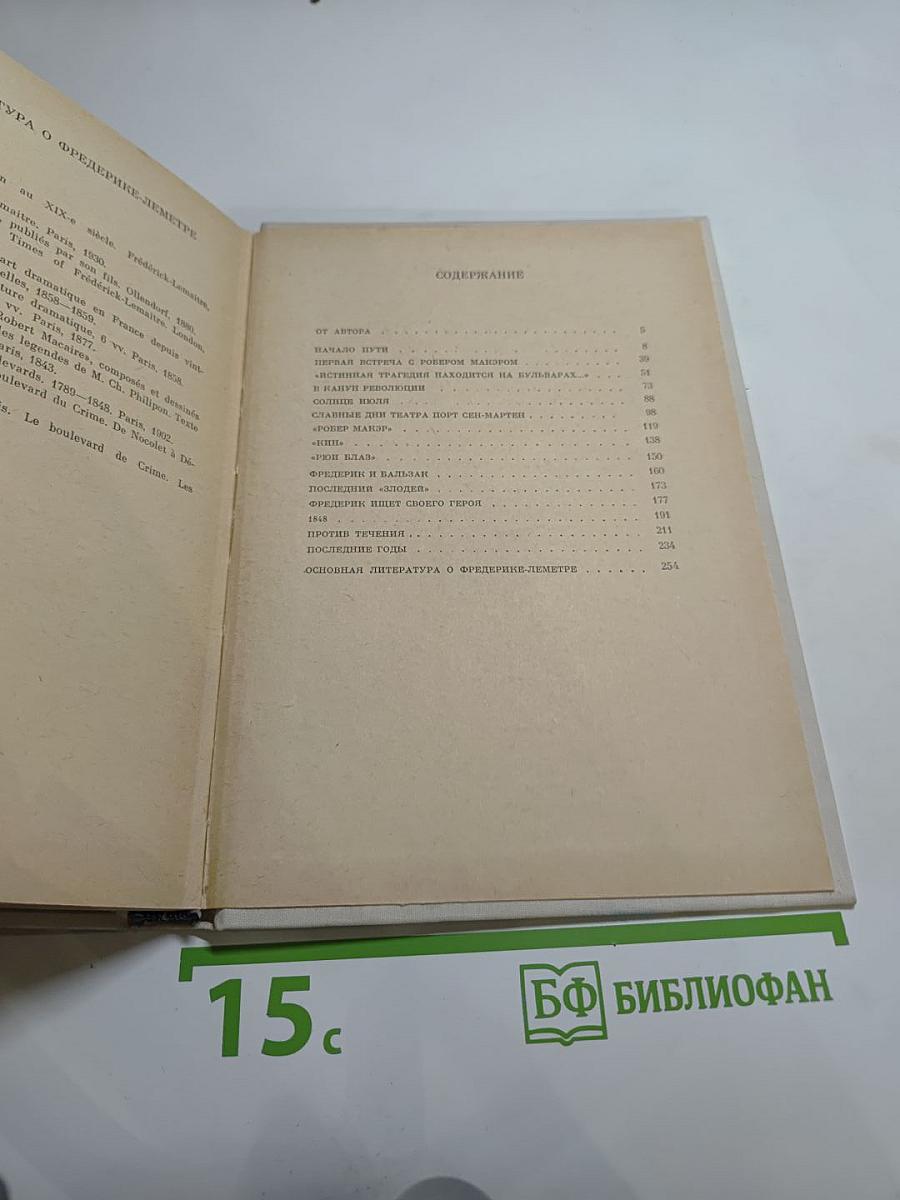 ТУРА О ФРЕДЕРИКЕ-ЛЕМЕТРЕ
n au XIX-e siècle. Frédérick-Lemaître.
maître. Paris, 1930.
publiés par son fils. Ollendorf, 1880.
Times of Frédérick-Lemaître. London.
art dramatique en France depuis vint-
elles, 1858—1859.
ture dramatique, 6 vv. Paris, 1858.
vv. Paris, 1877.
Robert Macaire», composés et dessinés
les legendes de M. Ch. Philipon. Texte
aris, 1843.
levards. 1789—1848. Paris, 1902.
oulevard du Crime. De Nocolet à Dé-
s. Le boulevard de Crime. Les
СОДЕРЖАНИЕ
ОТ АВТОРА . . . 5
НАЧАЛО ПУТИ . . . 8
ПЕРВАЯ ВСТРЕЧА С РОБЕРОМ МАКЭРОМ . . . 39
«ИСТИННАЯ ТРАГЕДИЯ НАХОДИТСЯ НА БУЛЬВАРАХ...» . . . 51
В КАНУН РЕВОЛЮЦИИ . . . 73
СОЛНЦЕ ИЮЛЯ . . . 88
СЛАВНЫЕ ДНИ ТЕАТРА ПОРТ СЕН-МАРТЕН . . . 98
«РОБЕР МАКЭР» . . . 119
«КИН» . . . 138
«РЮИ БЛАЗ» . . . 150
ФРЕДЕРИК И БАЛЬЗАК . . . 160
ПОСЛЕДНИЙ «ЗЛОДЕЙ» . . . 173
ФРЕДЕРИК ИЩЕТ СВОЕГО ГЕРОЯ . . . 177
1848 . . . 191
ПРОТИВ ТЕЧЕНИЯ . . . 211
ПОСЛЕДНИЕ ГОДЫ . . . 234
ОСНОВНАЯ ЛИТЕРАТУРА О ФРЕДЕРИКЕ-ЛЕМЕТРЕ . . . 254
15 с
БФ БИБЛИОФАН